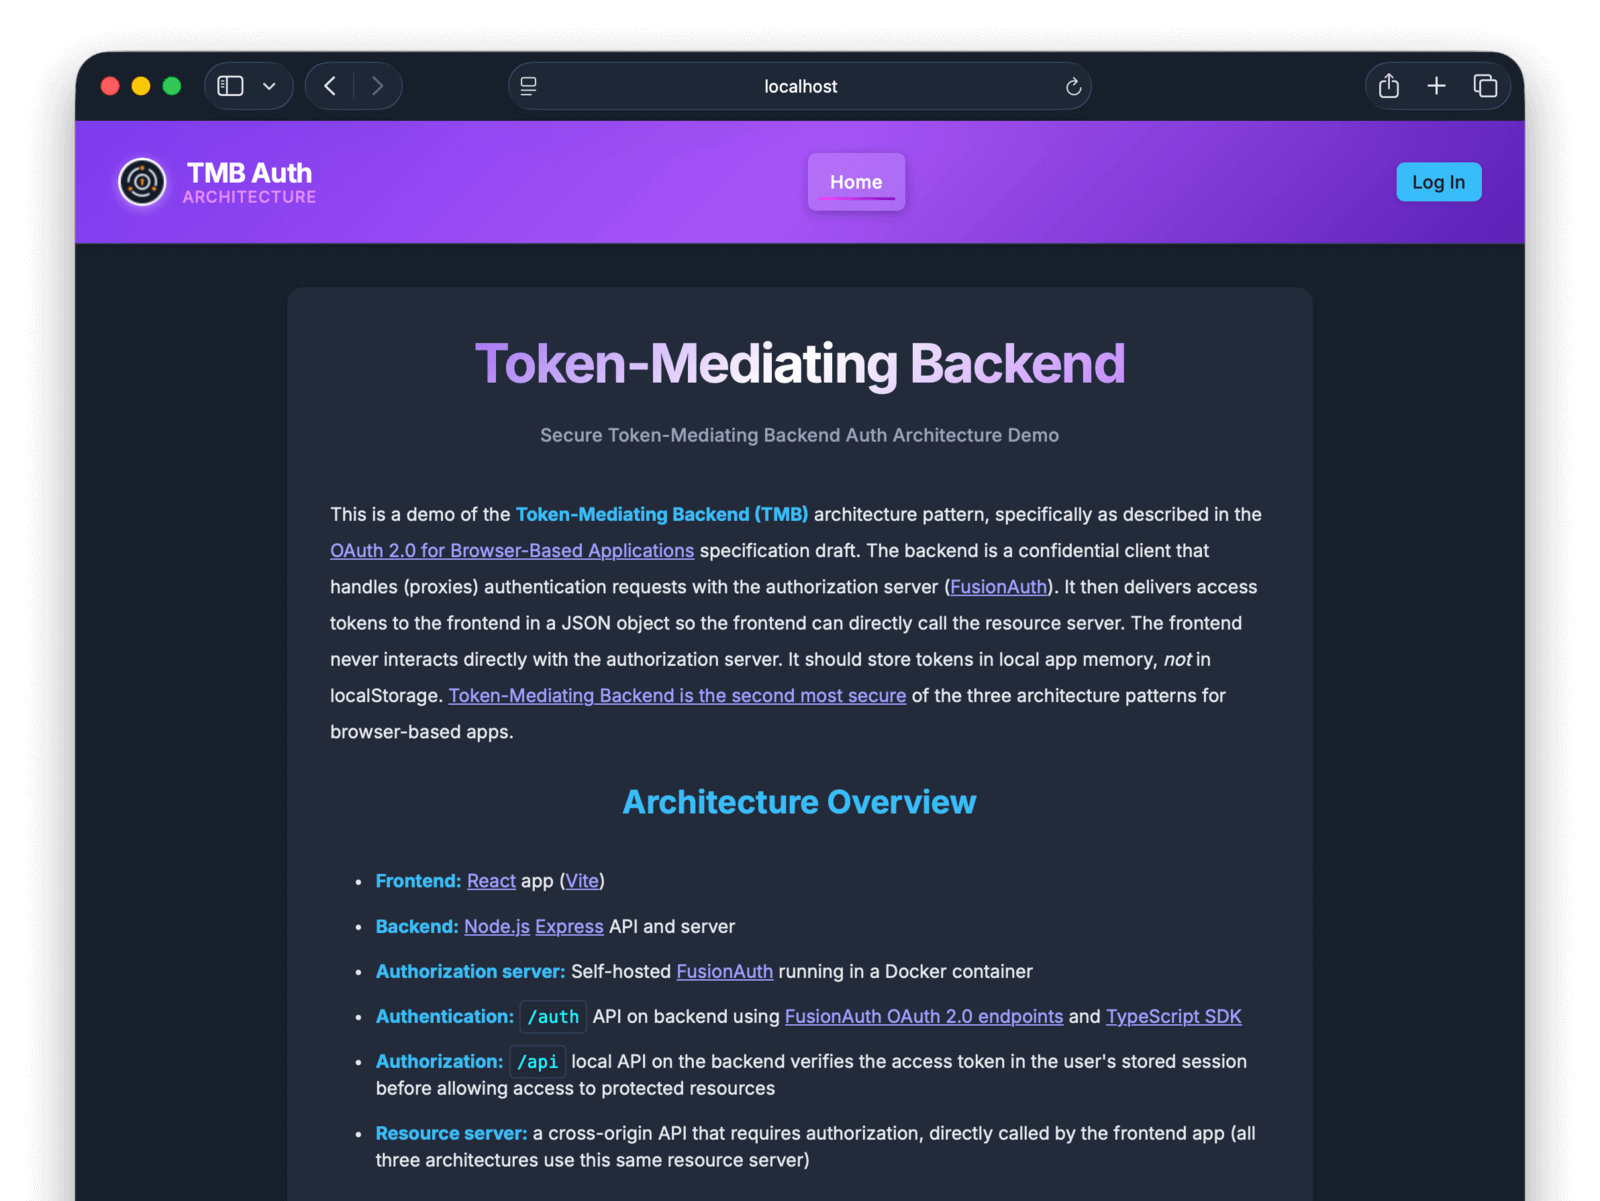 localhost
TMB Auth
ARCHITECTURE
Home
Log In
Token-Mediating Backend
Secure Token-Mediating Backend Auth Architecture Demo
This is a demo of the Token-Mediating Backend (TMB) architecture pattern, specifically as described in the
OAuth 2.0 for Browser-Based Applications specification draft. The backend is a confidential client that
handles (proxies) authentication requests with the authorization server (FusionAuth). It then delivers access
tokens to the frontend in a JSON object so the frontend can directly call the resource server. The frontend
never interacts directly with the authorization server. It should store tokens in local app memory, not in
localStorage. Token-Mediating Backend is the second most secure of the three architecture patterns for
browser-based apps.
Architecture Overview
• Frontend: React app (Vite)
• Backend: Node.js Express API and server
• Authorization server: Self-hosted FusionAuth running in a Docker container
• Authentication: /auth API on backend using FusionAuth OAuth 2.0 endpoints and TypeScript SDK
• Authorization: /api local API on the backend verifies the access token in the user's stored session
before allowing access to protected resources
• Resource server: a cross-origin API that requires authorization, directly called by the frontend app (all
three architectures use this same resource server)